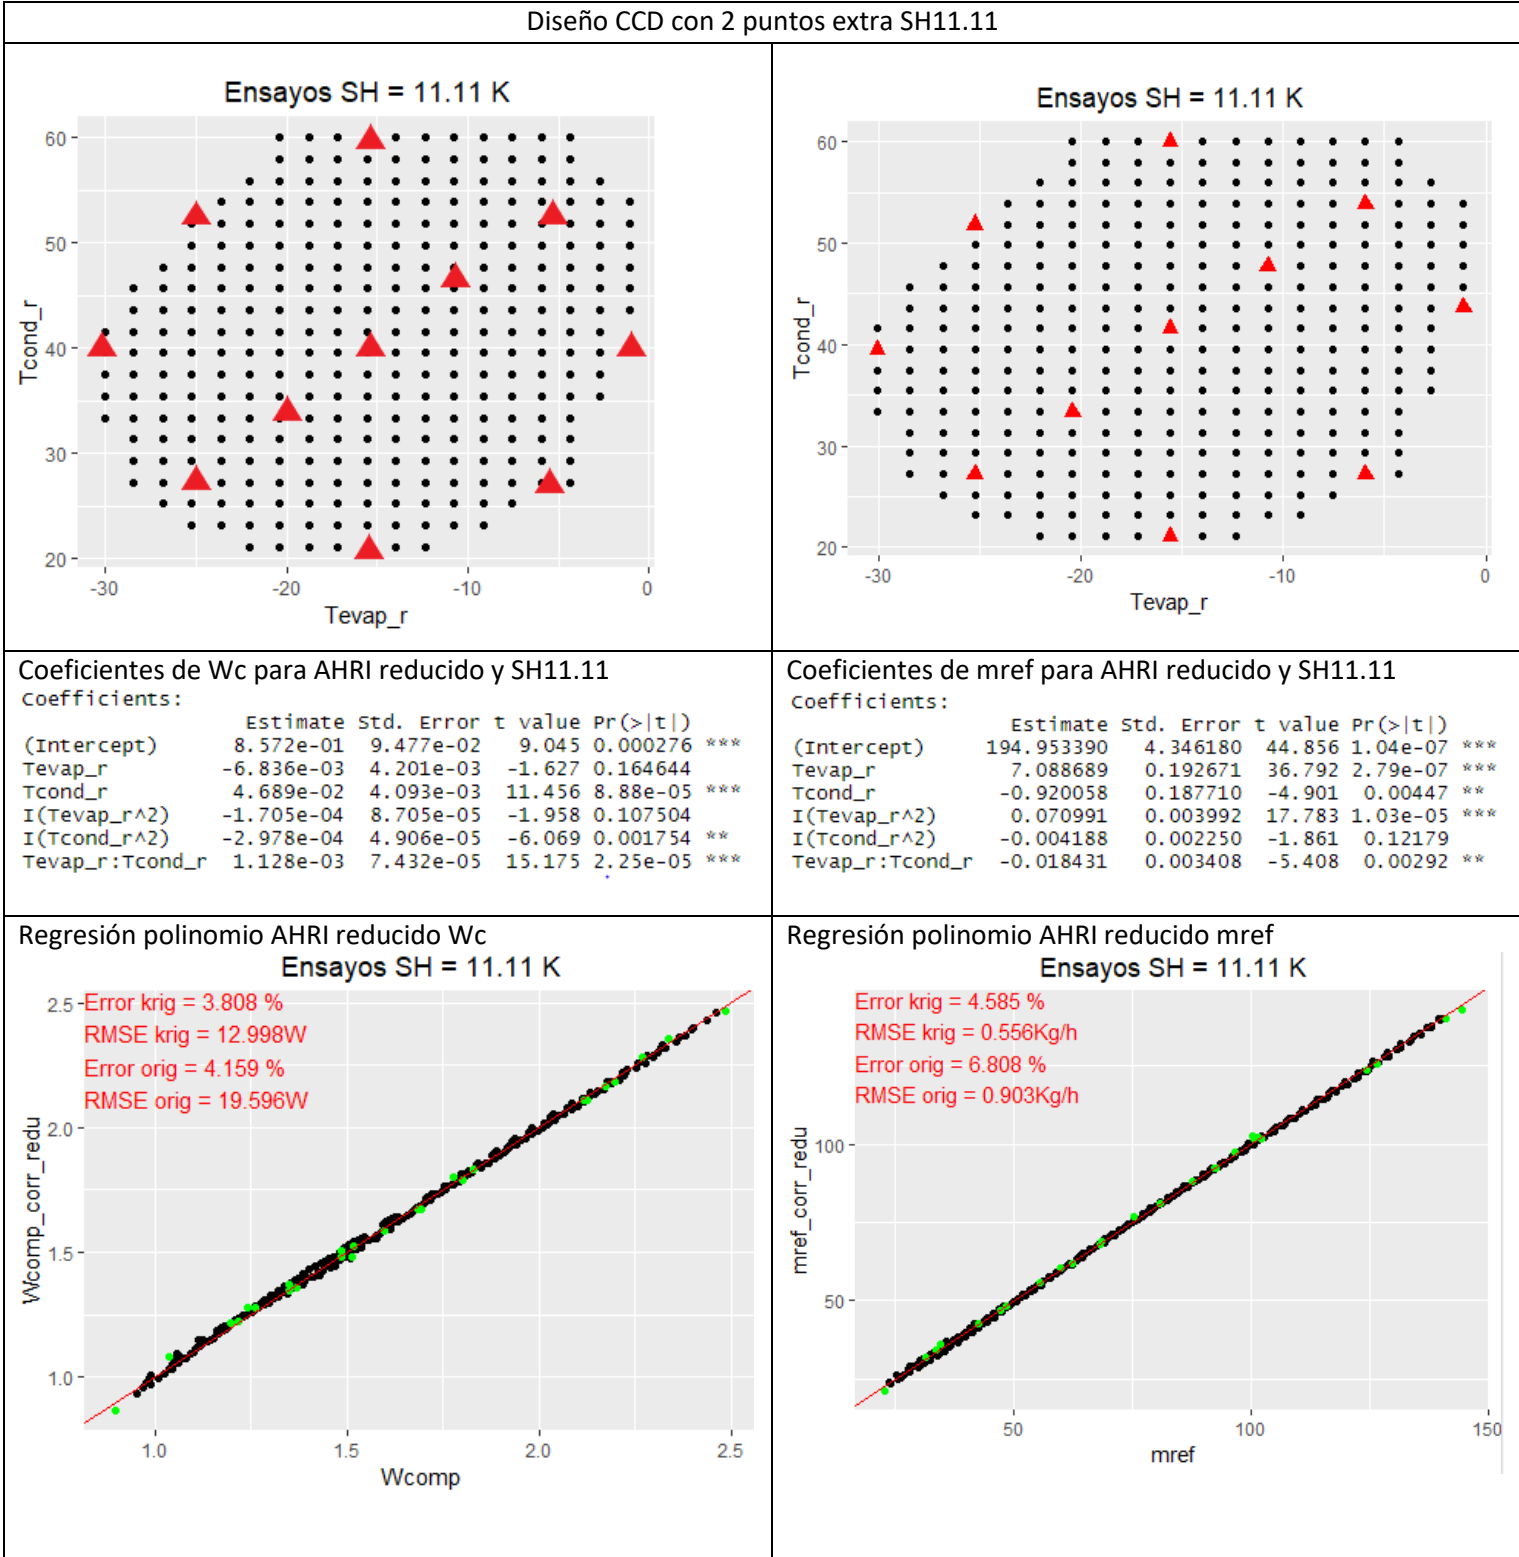 Diseño CCD con 2 puntos extra SH11.11
Ensayos SH = 11.11 K
60
50
40
30
20
Tcond_r
-30
-20
-10
0
Tevap_r
Ensayos SH = 11.11 K
60
50
40
30
20
Tcond_r
-30
-20
-10
0
Tevap_r
Coeficientes de Wc para AHRI reducido y SH11.11
Coefficients:
Estimate Std. Error t value Pr(>|t|)
(Intercept) 8.572e-01 9.477e-02 9.045 0.000276 ***
Tevap_r -6.836e-03 4.201e-03 -1.627 0.164644
Tcond_r 4.689e-02 4.093e-03 11.456 8.88e-05 ***
I(Tevap_r^2) -1.705e-04 8.705e-05 -1.958 0.107504
I(Tcond_r^2) -2.978e-04 4.906e-05 -6.069 0.001754 **
Tevap_r:Tcond_r 1.128e-03 7.432e-05 15.175 2.25e-05 ***
Coeficientes de mref para AHRI reducido y SH11.11
Coefficients:
Estimate Std. Error t value Pr(>|t|)
(Intercept) 194.953390 4.346180 44.856 1.04e-07 ***
Tevap_r 7.088689 0.192671 36.792 2.79e-07 ***
Tcond_r -0.920058 0.187710 -4.901 0.00447 **
I(Tevap_r^2) 0.070991 0.003992 17.783 1.03e-05 ***
I(Tcond_r^2) -0.004188 0.002250 -1.861 0.12179
Tevap_r:Tcond_r -0.018431 0.003408 -5.408 0.00292 **
Regresión polinomio AHRI reducido Wc
Ensayos SH = 11.11 K
Error krig = 3.808 %
RMSE krig = 12.998W
Error orig = 4.159 %
RMSE orig = 19.596W
2.5
2.0
1.5
1.0
Wcomp_corr_redu
1.0
1.5
2.0
2.5
Wcomp
Regresión polinomio AHRI reducido mref
Ensayos SH = 11.11 K
Error krig = 4.585 %
RMSE krig = 0.556Kg/h
Error orig = 6.808 %
RMSE orig = 0.903Kg/h
100
50
mref_corr_redu
50
100
150
mref